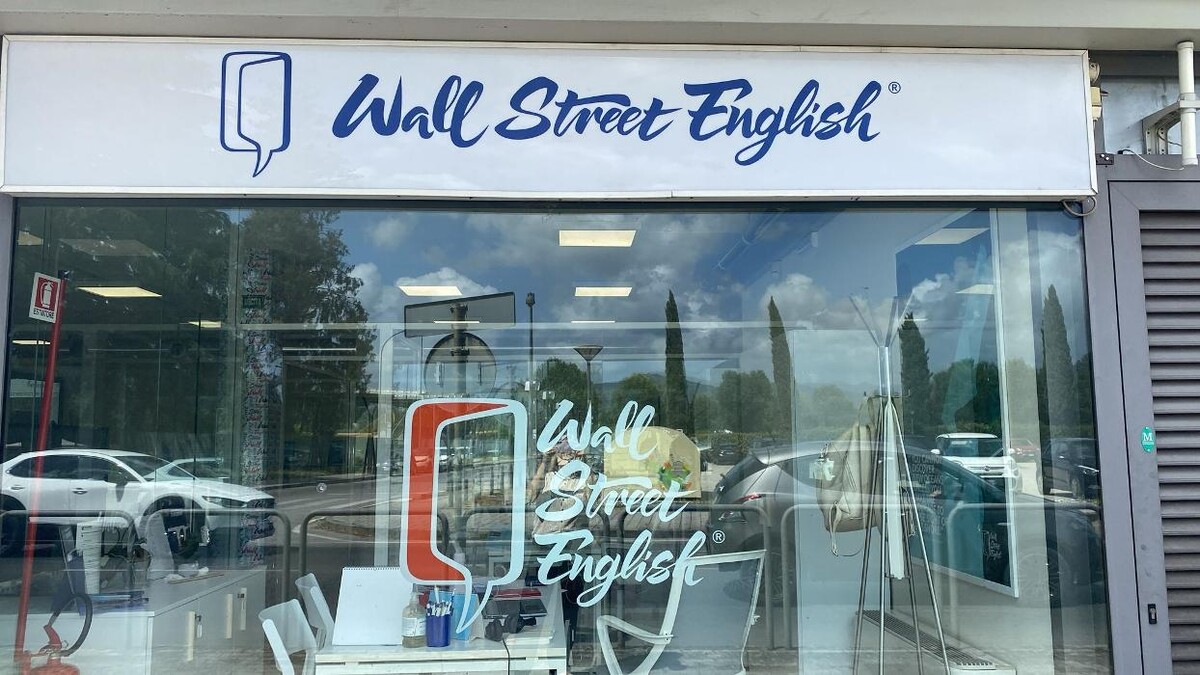 Wall Street English®
ESTINTORE
Wall
Street
English®
M